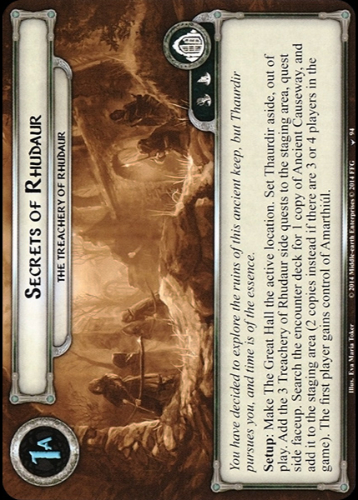 1A
SECRETS OF RHUDAUR
THE TREACHERY OF RHUDAUR
You have decided to explore the ruins of this ancient keep, but Thaurdir
pursues you, and time is of the essence.
Setup: Make The Great Hall the active location. Set Thaurdir aside, out of
play. Add the 3 Treachery of Rhudaur side quests to the staging area, quest
side faceup. Search the encounter deck for 1 copy of Ancient Causeway, and
add it to the staging area (2 copies instead if there are 3 or 4 players in the
game). The first player gains control of Amarthiúl.
Illus. Eva Maria Toker © 2014 Middle-earth Enterprises © 2014 FFG 94